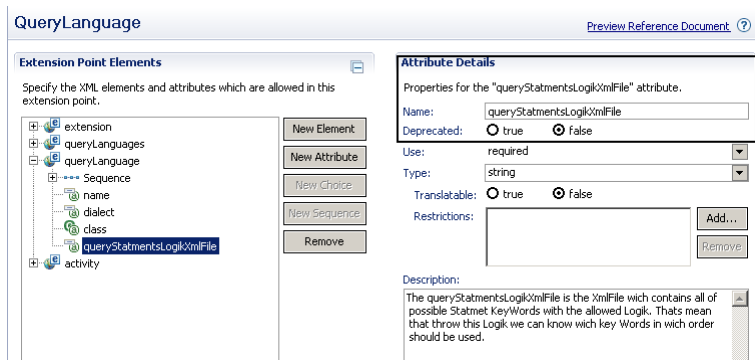 QueryLanguage
Preview Reference Document
Extension Point Elements
Specify the XML elements and attributes which are allowed in this
extension point.
extension
queryLanguages
queryLanguage
Sequence
name
dialect
class
queryStatmentsLogikXmlFile
activity
New Element
New Attribute
New Choice
New Sequence
Remove
Attribute Details
Properties for the "queryStatmentsLogikXmlFile" attribute.
Name: queryStatmentsLogikXmlFile
Deprecated: true false
Use: required
Type: string
Translatable: true false
Restrictions:
Add...
Remove
Description:
The queryStatmentsLogikXmlFile is the XmlFile wich contains all of
possible Statmet KeyWords with the allowed Logik. Thats mean
that throw this Logik we can know wich key Words in wich order
should be used.